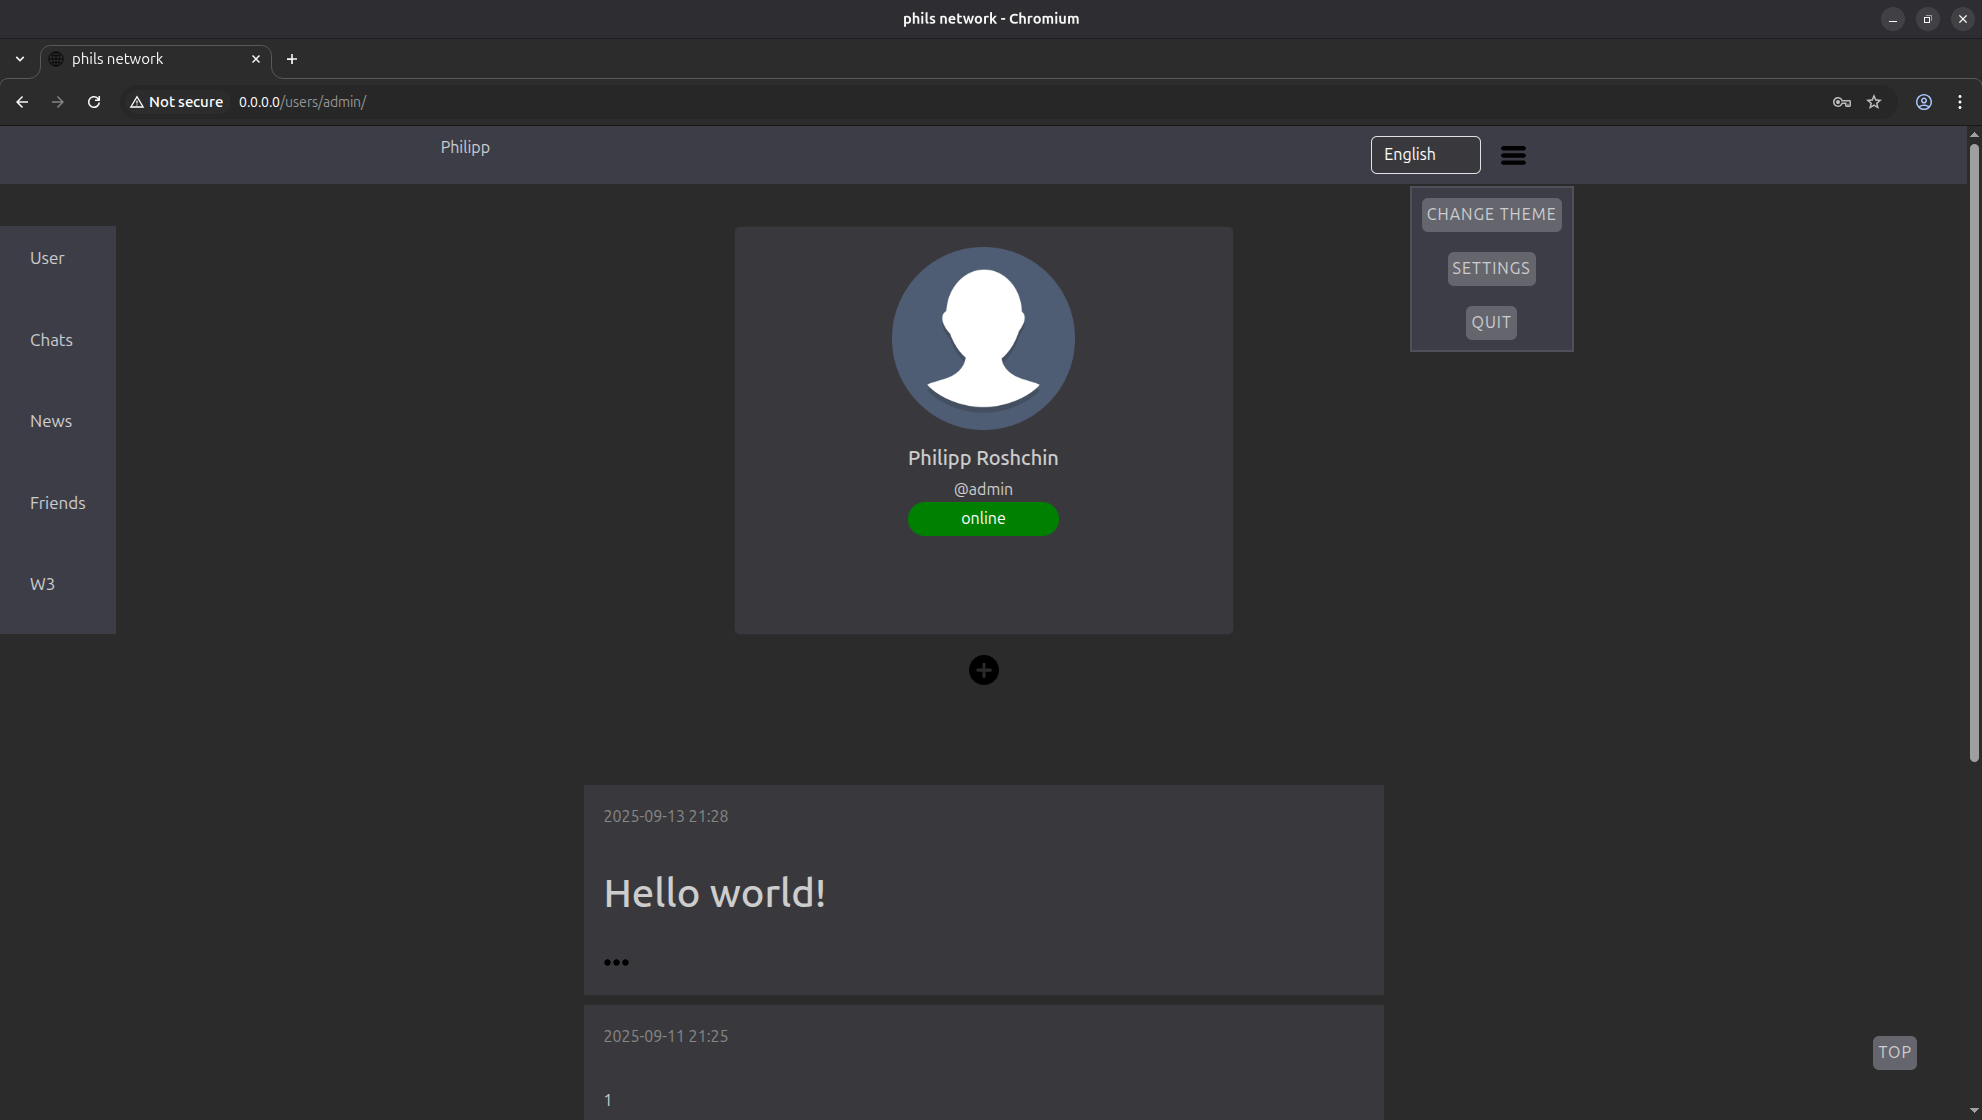 phils network - Chromium
phils network
Not secure
0.0.0.0/users/admin/
Philipp
English
CHANGE THEME
SETTINGS
QUIT
User
Chats
News
Friends
W3
Philipp Roshchin
@admin
online
2025-09-13 21:28
Hello world!
2025-09-11 21:25
1
TOP